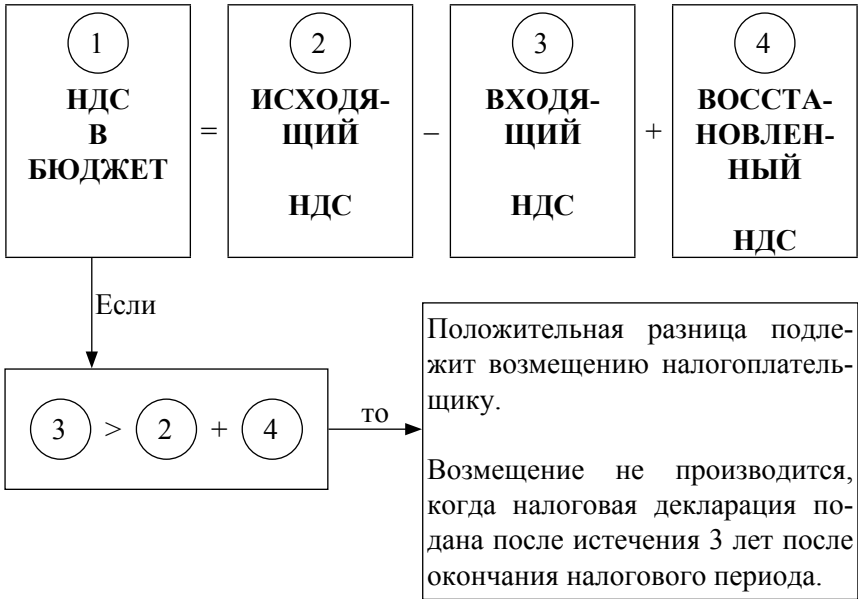 1
НДС
В
БЮДЖЕТ
=
2
ИСХОДЯ-
ЩИЙ
НДС
–
3
ВХОДЯ-
ЩИЙ
НДС
+
4
ВОССТА-
НОВЛЕН-
НЫЙ
НДС
Если
3 > 2 + 4
то
Положительная разница подле-
жит возмещению налогоплатель-
щику.
Возмещение не производится,
когда налоговая декларация по-
дана после истечения 3 лет после
окончания налогового периода.